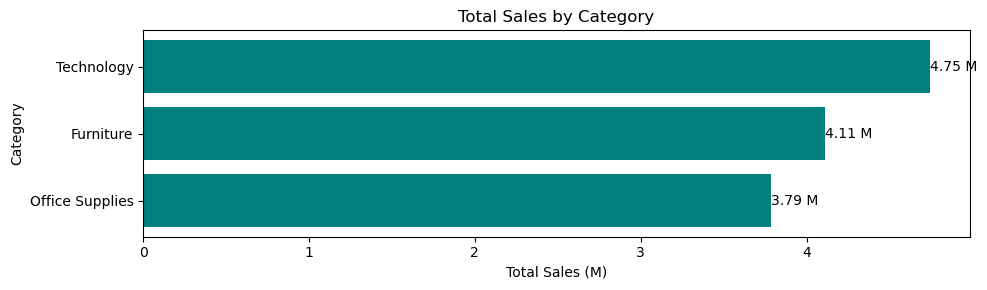 Total Sales by Category
Category
Technology
4.75 M
Furniture
4.11 M
Office Supplies
3.79 M
0 1 2 3 4
Total Sales (M)